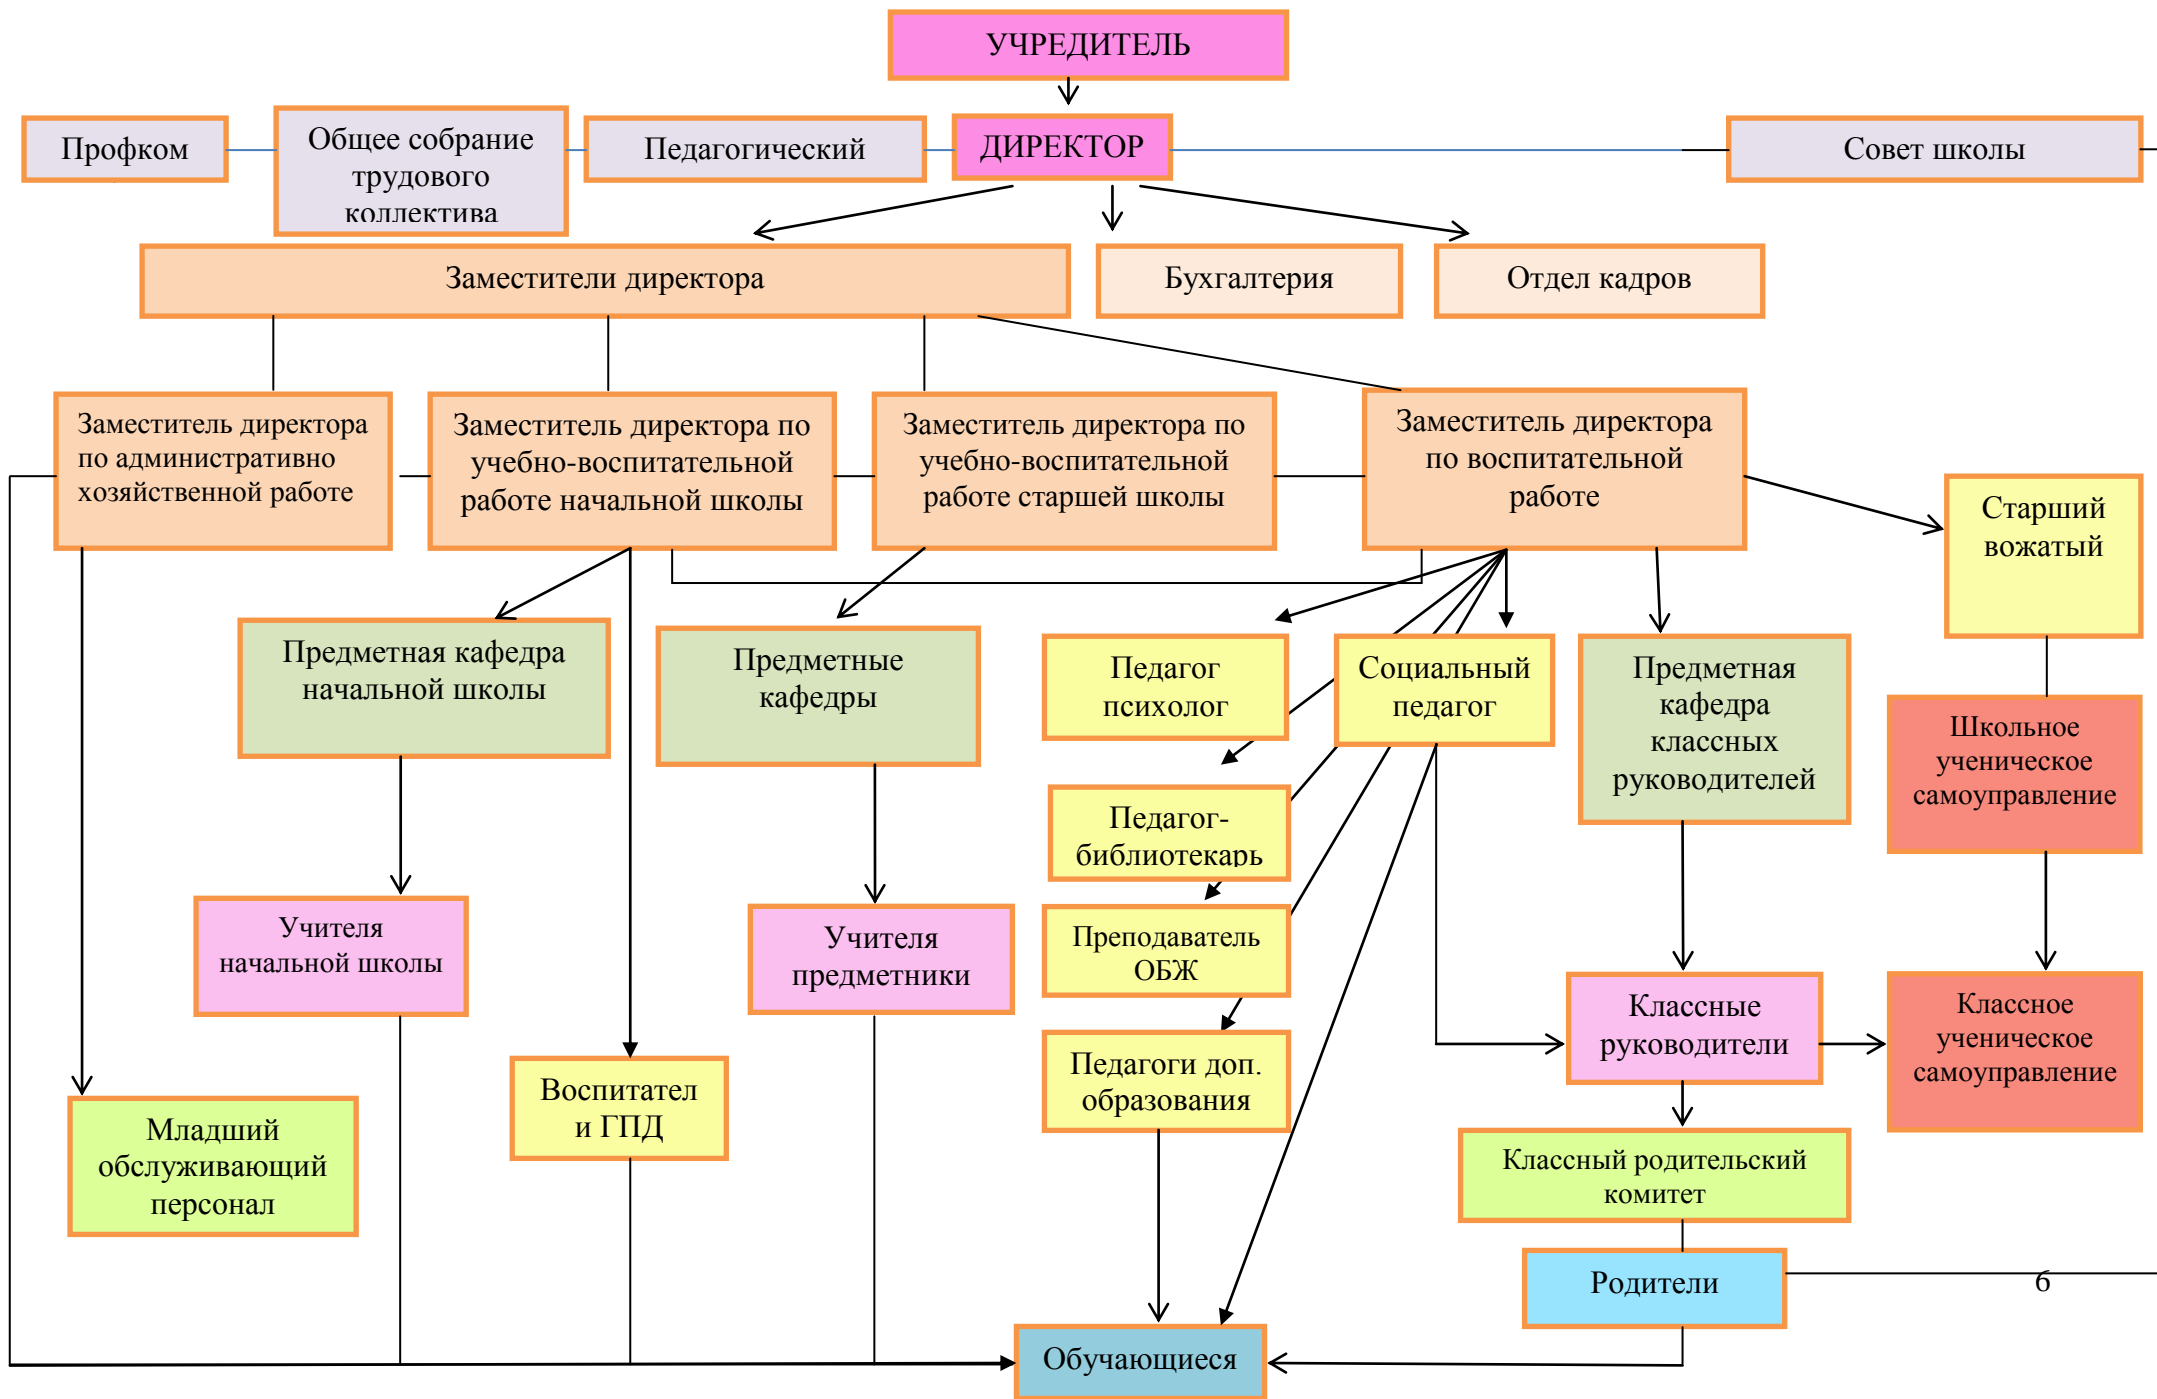 УЧРЕДИТЕЛЬ
Профком
Общее собрание
трудового
коллектива
Педагогический
ДИРЕКТОР
Совет школы
Заместители директора
Бухгалтерия
Отдел кадров
Заместитель директора
по административно
хозяйственной работе
Заместитель директора по
учебно-воспитательной
работе начальной школы
Заместитель директора по
учебно-воспитательной
работе старшей школы
Заместитель директора
по воспитательной
работе
Старший
вожатый
Предметная кафедра
начальной школы
Предметные
кафедры
Педагог
психолог
Социальный
педагог
Предметная
кафедра
классных
руководителей
Школьное
ученическое
самоуправление
Педагог-
библиотекарь
Учителя
начальной школы
Учителя
предметники
Преподаватель
ОБЖ
Классные
руководители
Классное
ученическое
самоуправление
Воспитател
и ГПД
Педагоги доп.
образования
Младший
обслуживающий
персонал
Классный родительский
комитет
Родители
6
Обучающиеся